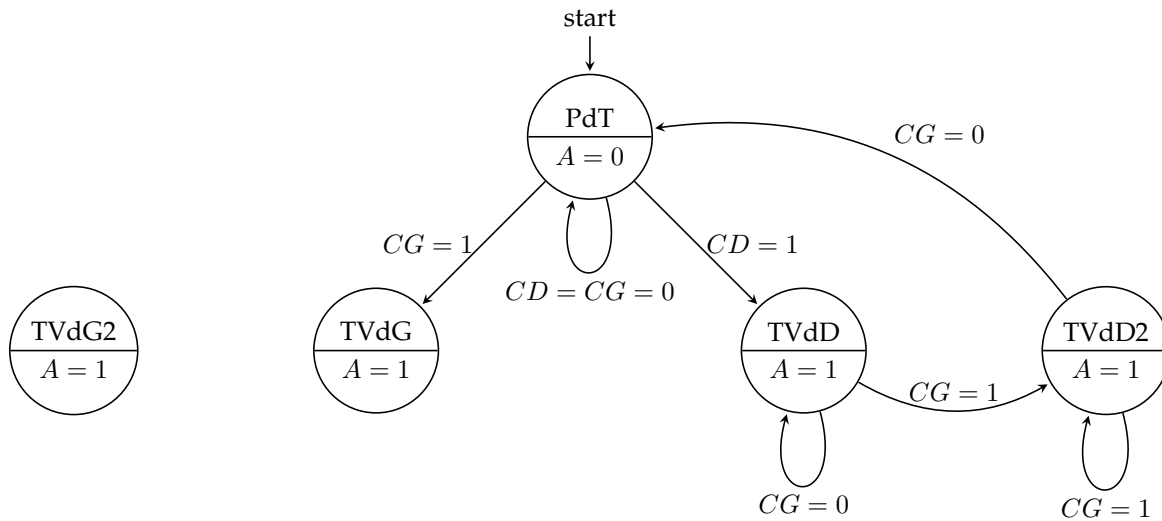 start
PdT
A = 0
CG = 0
CG = 1
CD = 1
CD = CG = 0
TVdG2
A = 1
TVdG
A = 1
TVdD
A = 1
TVdD2
A = 1
CG = 1
CG = 0
CG = 1